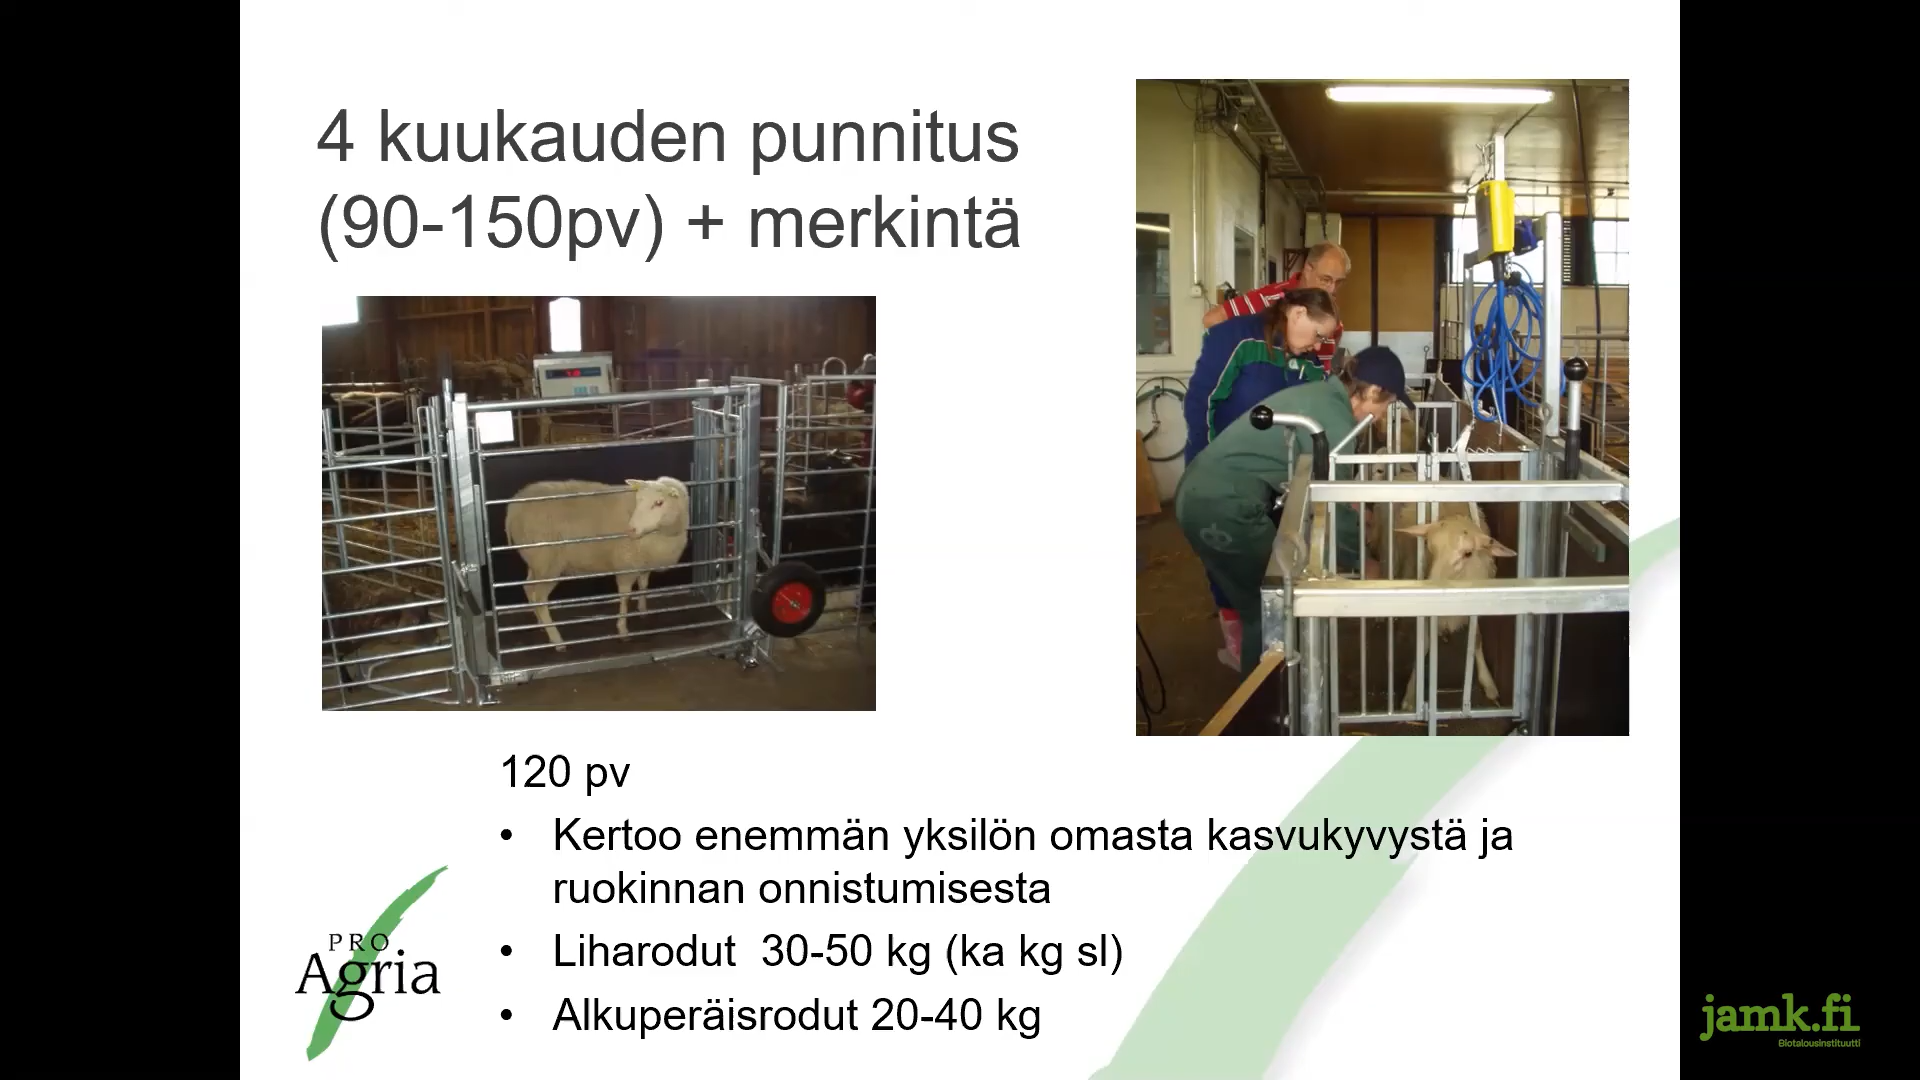 4 kuukauden punnitus
(90-150pv) + merkintä
120 pv
• Kertoo enemmän yksilön omasta kasvukyvystä ja
ruokinnan onnistumisesta
• Liharodut 30-50 kg (ka kg sl)
• Alkuperäisrodut 20-40 kg
PRO
Agria
jamk.fi
Biotalousinstituutti